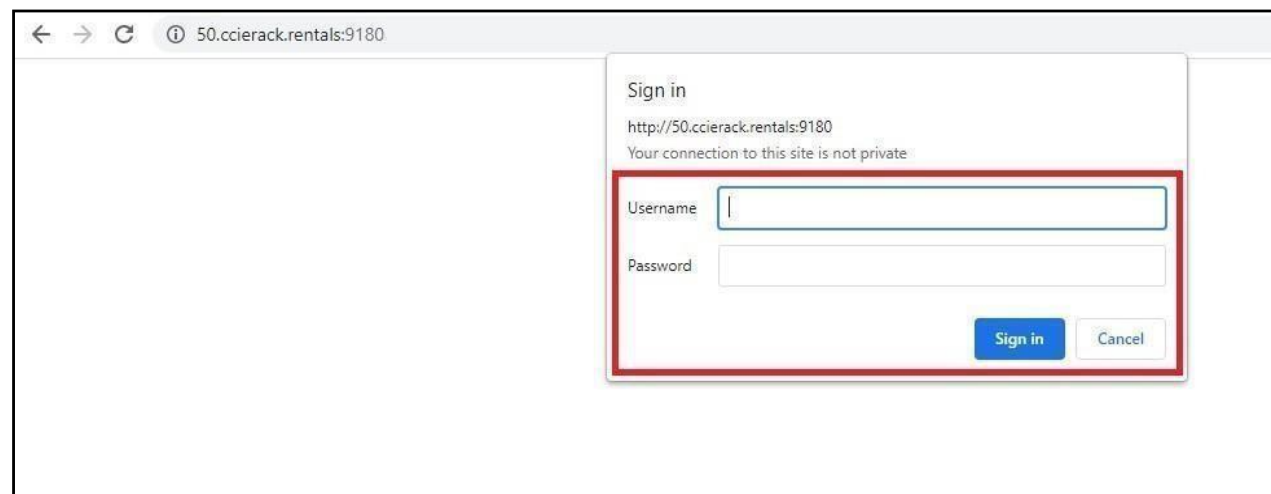 50.ccierack.rentals:9180
Sign in
http://50.ccierack.rentals:9180
Your connection to this site is not private
Username
Password
Sign in Cancel